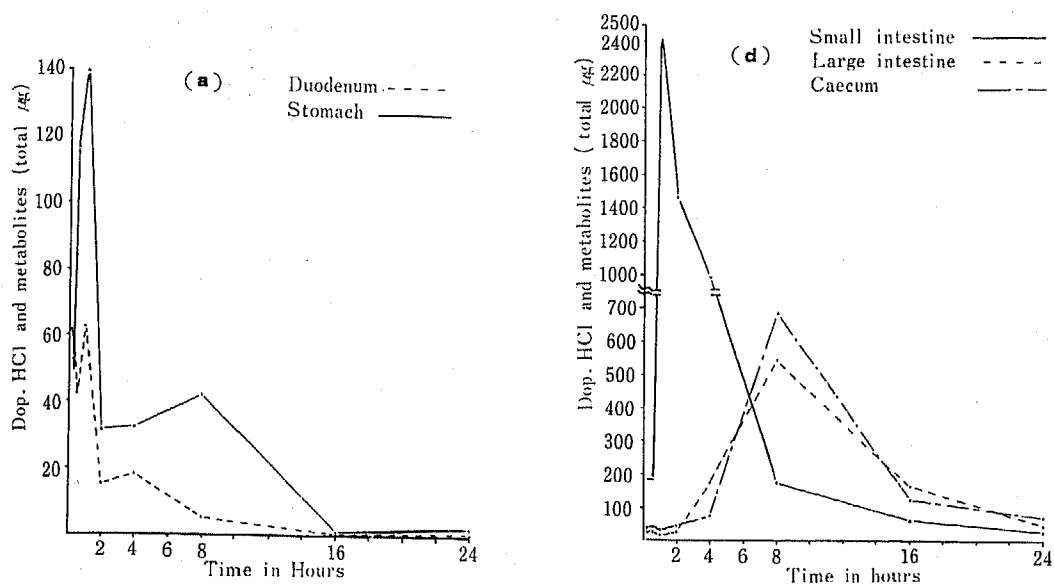 (a)
Duodenum
Stomach
Dop. HCl and metabolites (total µg)
140
120
100
80
60
40
20
2 4 6 8 16 24
Time in Hours
(d)
Small intestine
Large intestine
Caecum
Dop. HCl and metabolites (total µg)
2500
2400
2200
2000
1800
1600
1400
1200
1000
700
600
500
400
300
200
100
2 4 6 8 16 24
Time in hours